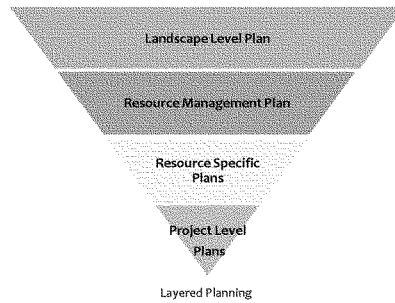 Landscape Level Plan
Resource Management Plan
Resource Specific
Plans
Project Level
Plans
Layered Planning